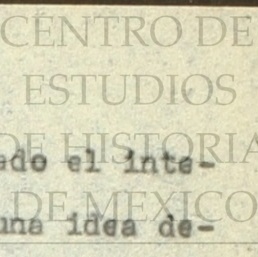 CENTRO DE
ESTUDIOS
DE HISTORIA
ado el inte-
DE MEXICO
una idea de-